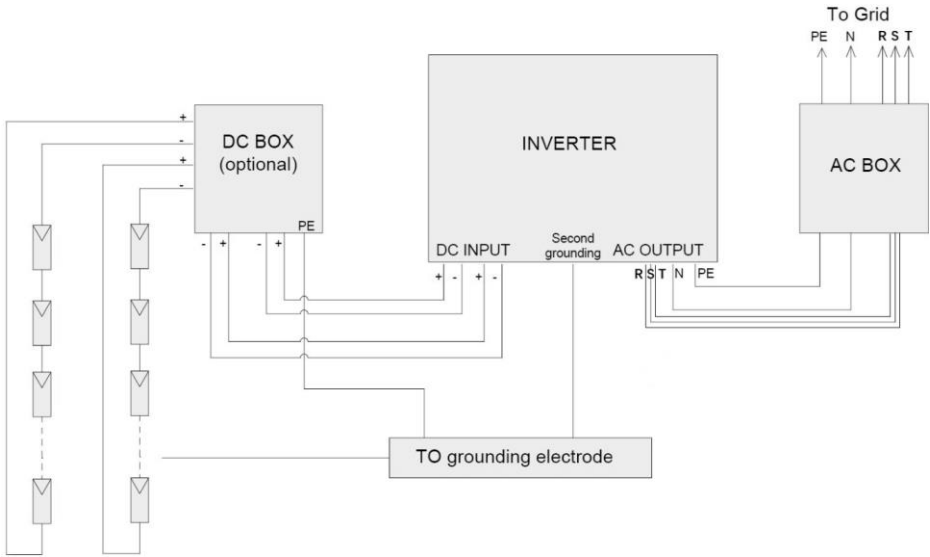 To Grid
PE N R S T
+
-
+
-
DC BOX
(optional)
PE
- + - +
INVERTER
DC INPUT
+ - + -
Second
grounding
AC OUTPUT
R S T N PE
AC BOX
TO grounding electrode